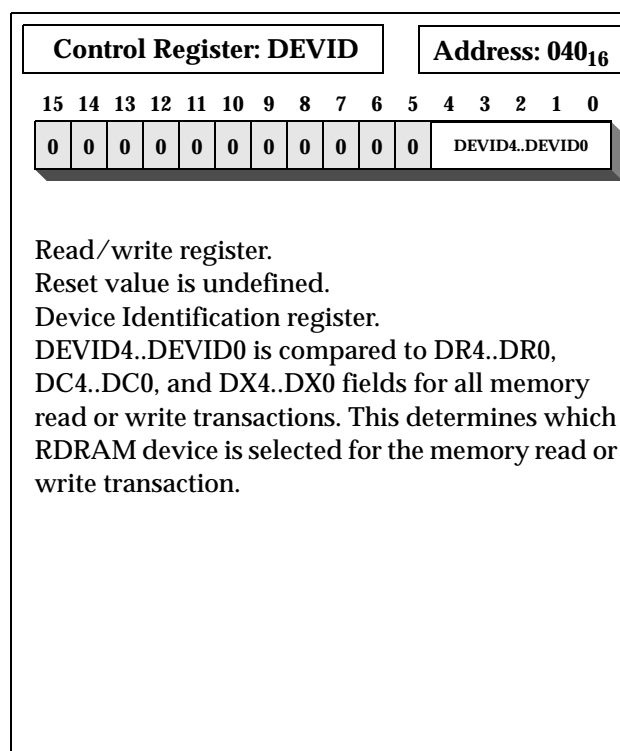 Control Register: DEVID Address: 040₁₆
15 14 13 12 11 10 9 8 7 6 5 4 3 2 1 0
0 0 0 0 0 0 0 0 0 0 0 DEVID4..DEVID0
Read/write register.
Reset value is undefined.
Device Identification register.
DEVID4..DEVID0 is compared to DR4..DR0,
DC4..DC0, and DX4..DX0 fields for all memory
read or write transactions. This determines which
RDRAM device is selected for the memory read or
write transaction.